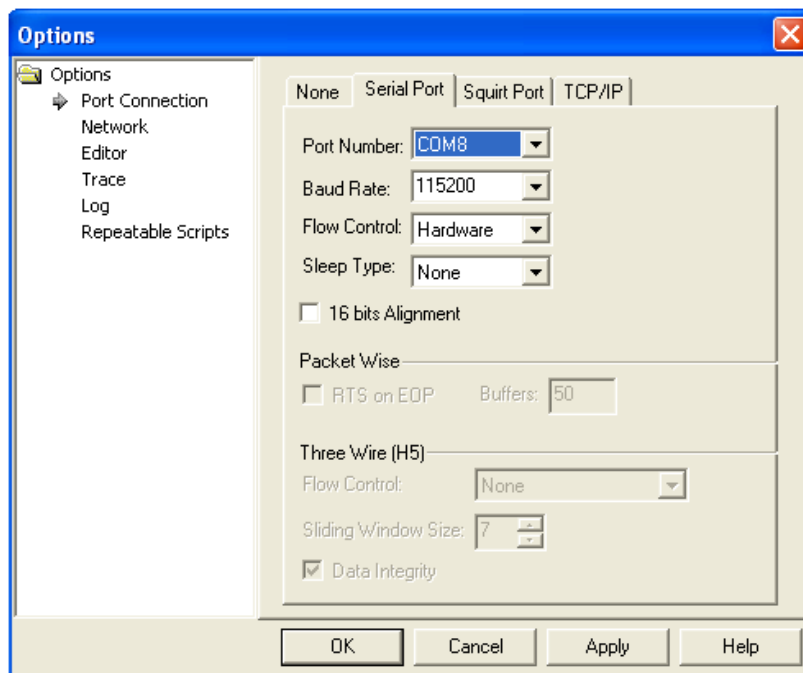 Options
Options
Port Connection
Network
Editor
Trace
Log
Repeatable Scripts
None Serial Port Squirt Port TCP/IP
Port Number: COM8
Baud Rate: 115200
Flow Control: Hardware
Sleep Type: None
16 bits Alignment
Packet Wise
RTS on EOP Buffers: 50
Three Wire (H5)
Flow Control: None
Sliding Window Size: 7
Data Integrity
OK Cancel Apply Help